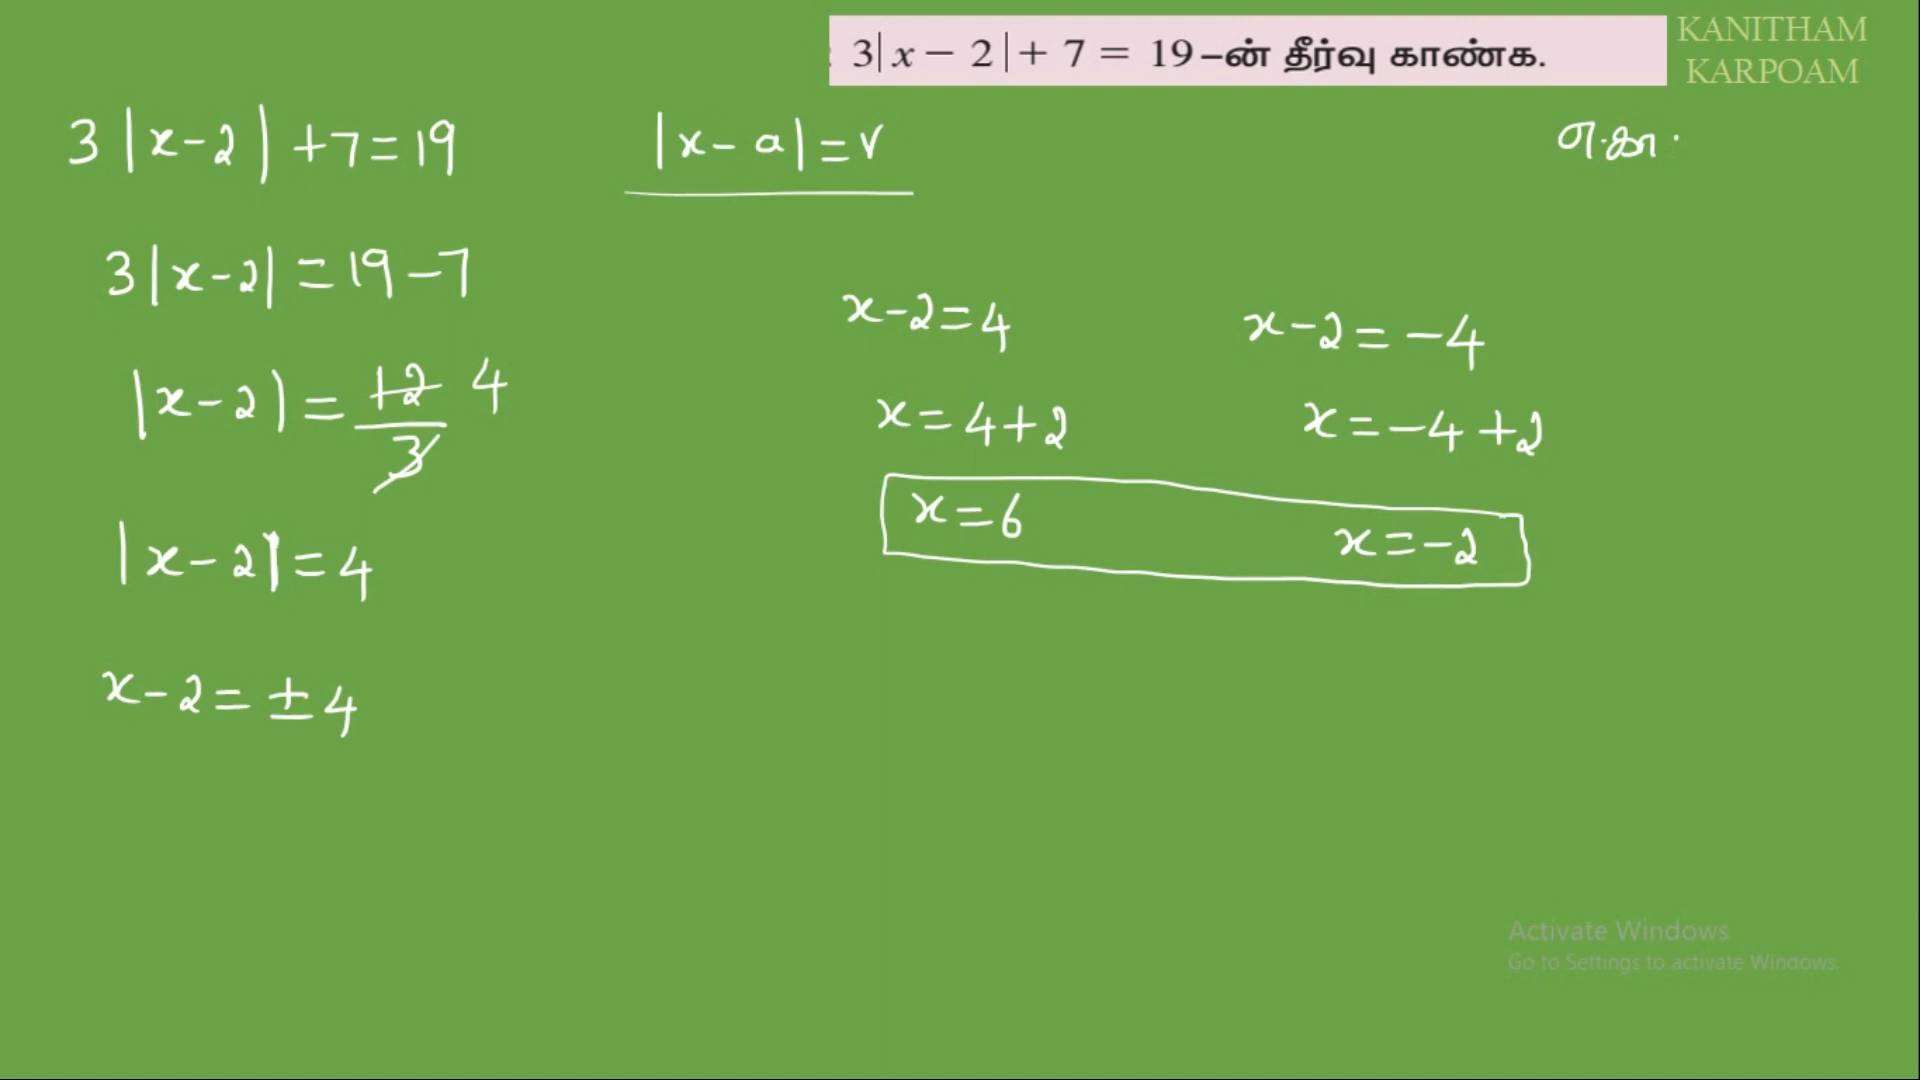 3|x − 2| + 7 = 19–ன் தீர்வு காண்க.
KANITHAM
KARPOAM
3|x-2|+7=19
|x-a|=r
எ.கா.
3|x-2|=19-7
|x-2|=12/3 4
|x-2|=4
x-2=±4
x-2=4
x=4+2
x=6
x-2=-4
x=-4+2
x=-2
Activate Windows
Go to Settings to activate Windows.